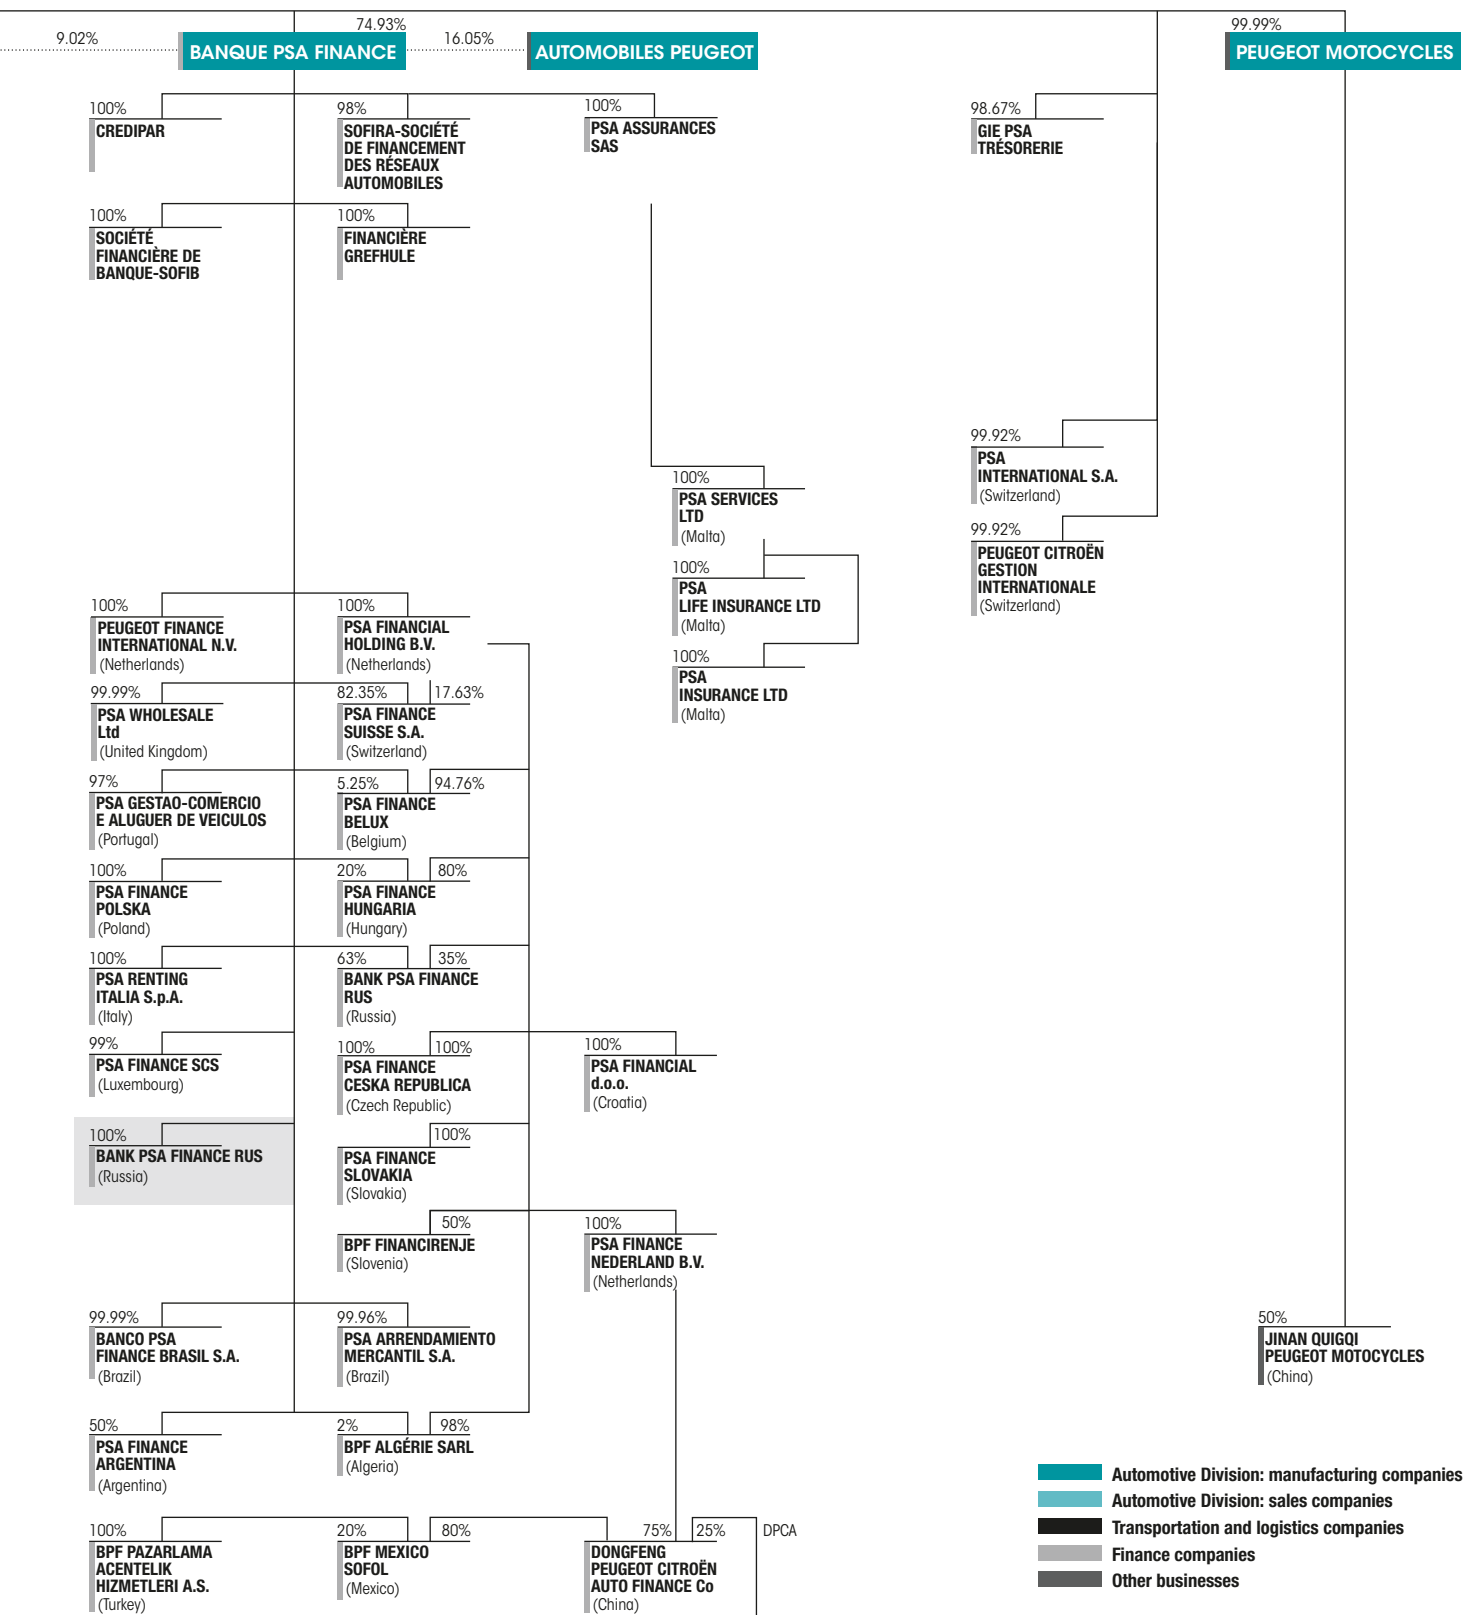 9.02%
74.93%
BANQUE PSA FINANCE
16.05%
AUTOMOBILES PEUGEOT
99.99%
PEUGEOT MOTOCYCLES
100%
CREDIPAR
98%
SOFIRA-SOCIÉTÉ
DE FINANCEMENT
DES RÉSEAUX
AUTOMOBILES
100%
PSA ASSURANCES
SAS
98.67%
GIE PSA
TRÉSORERIE
100%
SOCIÉTÉ
FINANCIÈRE DE
BANQUE-SOFIB
100%
FINANCIÈRE
GREFHULE
99.92%
PSA
INTERNATIONAL S.A.
(Switzerland)
100%
PSA SERVICES
LTD
(Malta)
99.92%
PEUGEOT CITROËN
GESTION
INTERNATIONALE
(Switzerland)
100%
PSA
LIFE INSURANCE LTD
(Malta)
100%
PSA
INSURANCE LTD
(Malta)
100%
PEUGEOT FINANCE
INTERNATIONAL N.V.
(Netherlands)
100%
PSA FINANCIAL
HOLDING B.V.
(Netherlands)
99.99%
PSA WHOLESALE
Ltd
(United Kingdom)
82.35%
17.63%
PSA FINANCE
SUISSE S.A.
(Switzerland)
97%
PSA GESTAO-COMERCIO
E ALUGUER DE VEICULOS
(Portugal)
5.25%
94.76%
PSA FINANCE
BELUX
(Belgium)
100%
PSA FINANCE
POLSKA
(Poland)
20%
80%
PSA FINANCE
HUNGARIA
(Hungary)
100%
PSA RENTING
ITALIA S.p.A.
(Italy)
63%
35%
BANK PSA FINANCE
RUS
(Russia)
99%
PSA FINANCE SCS
(Luxembourg)
100%
100%
PSA FINANCE
CESKA REPUBLICA
(Czech Republic)
100%
PSA FINANCIAL
d.o.o.
(Croatia)
100%
BANK PSA FINANCE RUS
(Russia)
100%
PSA FINANCE
SLOVAKIA
(Slovakia)
50%
BPF FINANCIRENJE
(Slovenia)
100%
PSA FINANCE
NEDERLAND B.V.
(Netherlands)
99.99%
BANCO PSA
FINANCE BRASIL S.A.
(Brazil)
99.96%
PSA ARRENDAMIENTO
MERCANTIL S.A.
(Brazil)
50%
JINAN QUIGQI
PEUGEOT MOTOCYCLES
(China)
50%
PSA FINANCE
ARGENTINA
(Argentina)
2%
98%
BPF ALGÉRIE SARL
(Algeria)
100%
BPF PAZARLAMA
ACENTELIK
HIZMETLERI A.S.
(Turkey)
20%
80%
BPF MEXICO
SOFOL
(Mexico)
75%
25%
DPCA
DONGFENG
PEUGEOT CITROËN
AUTO FINANCE Co
(China)
Automotive Division: manufacturing companies
Automotive Division: sales companies
Transportation and logistics companies
Finance companies
Other businesses